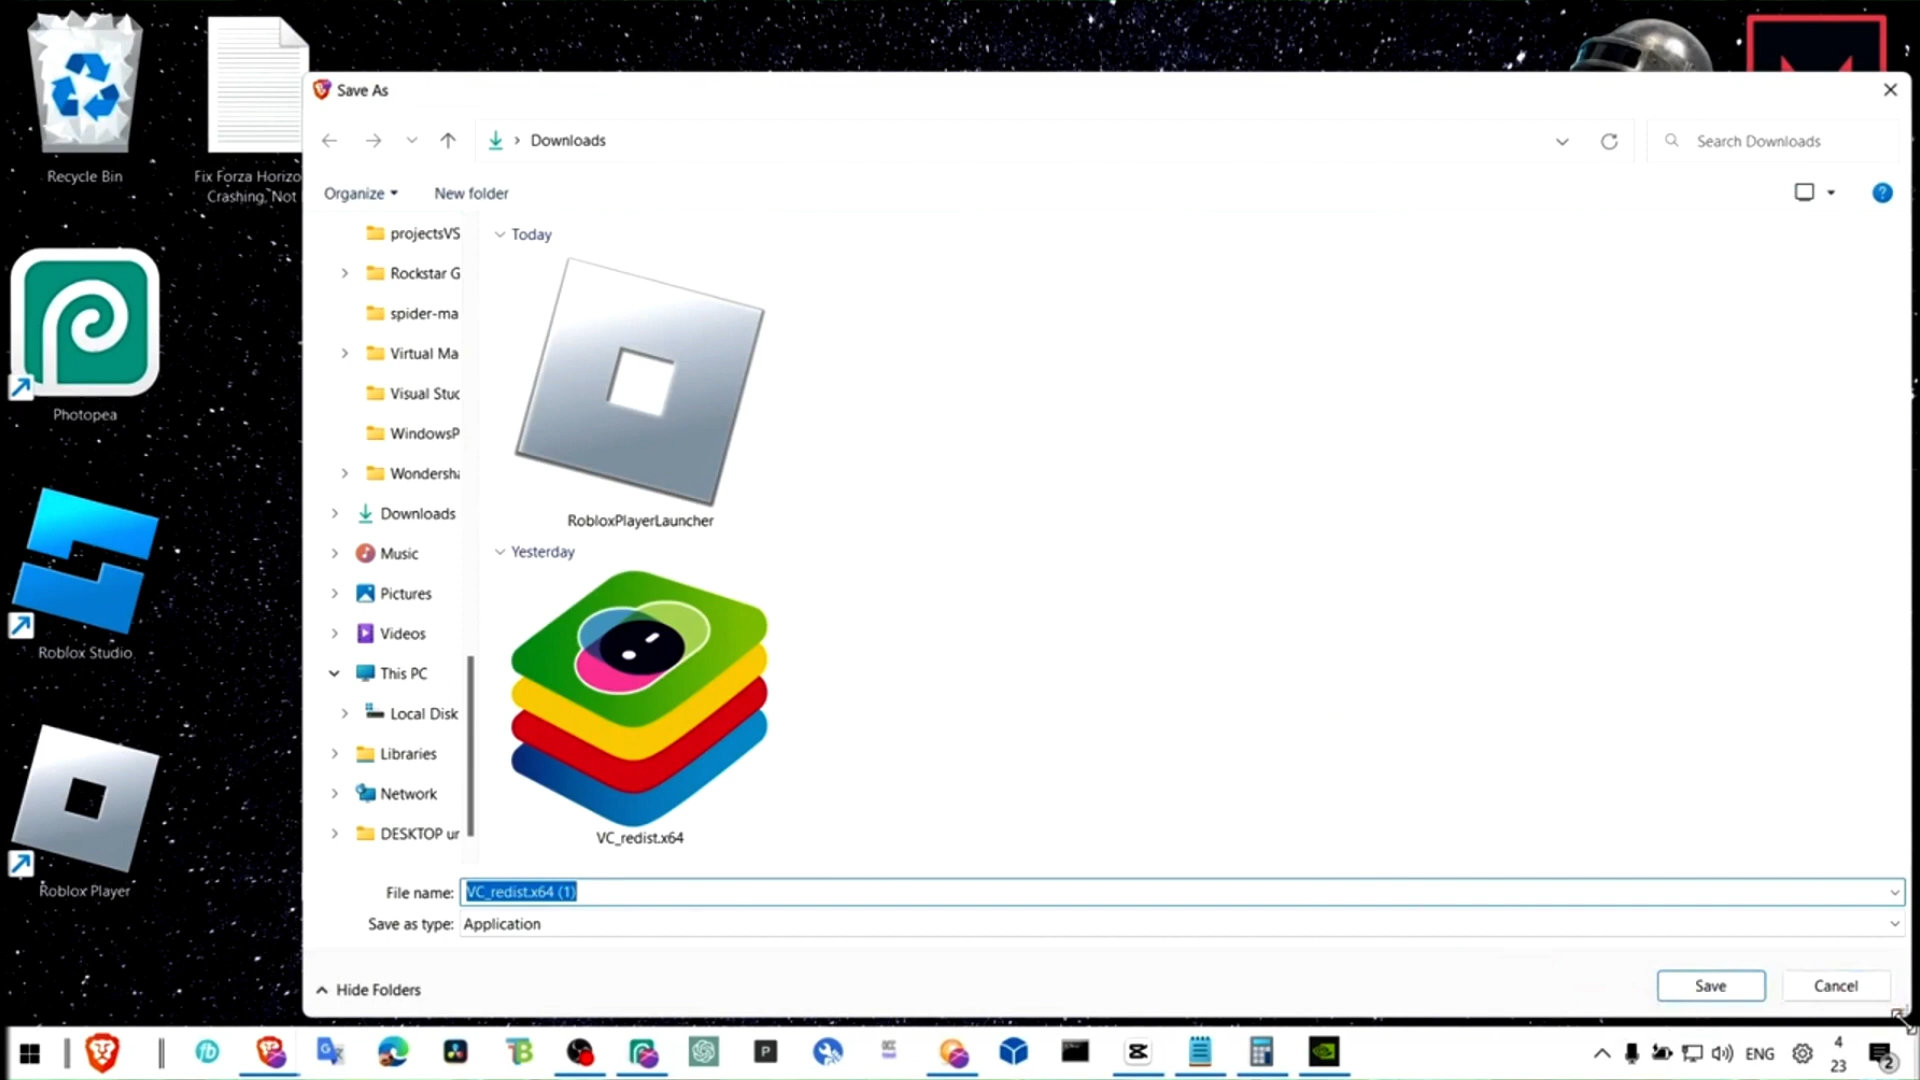 Recycle Bin
Fix Forza Horizo
Crashing, Not
Photopea
Roblox Studio
Roblox Player
Save As
Downloads
Search Downloads
Organize
New folder
projectsVS
Rockstar G
spider-ma
Virtual Ma
Visual Stud
WindowsP
Wondersha
Downloads
Music
Pictures
Videos
This PC
Local Disk
Libraries
Network
DESKTOP ur
Today
RobloxPlayerLauncher
Yesterday
VC_redist.x64
File name: VC_redist.x64 (1)
Save as type: Application
Hide Folders
Save
Cancel
ENG
4
23
2